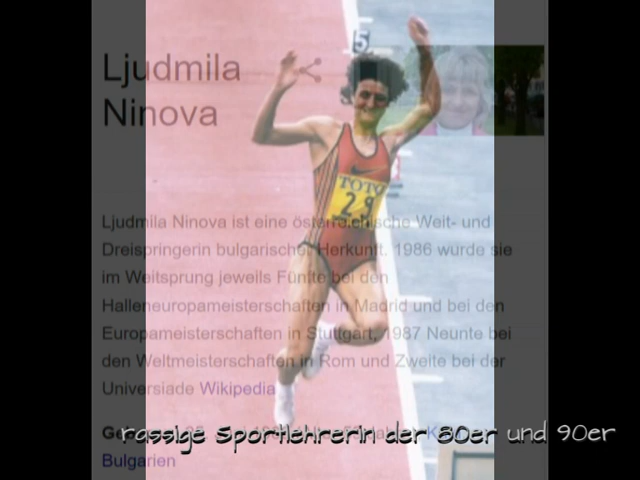 5
Ljudmila
Ninova
TOTO
29
Ljudmila Ninova ist eine österreichische Weit- und
Dreispringerin bulgarischer Herkunft. 1986 wurde sie
im Weitsprung jeweils Fünfte bei den
Halleneuropameisterschaften in Madrid und bei den
Europameisterschaften in Stuttgart, 1987 Neunte bei
den Weltmeisterschaften in Rom und Zweite bei der
Universiade Wikipedia
rassige Sportlehrerin der 80er und 90er
Bulgarien